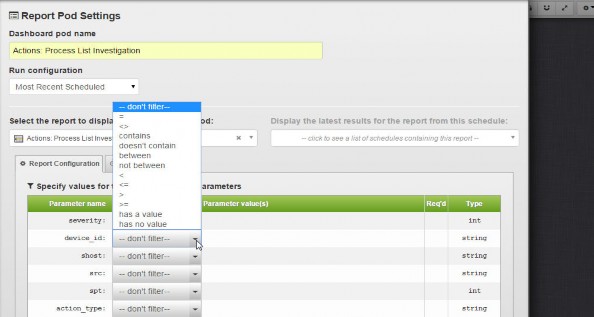 Report Pod Settings
Dashboard pod name
Actions: Process List Investigation
Run configuration
Most Recent Scheduled
Select the report to displ
od:
Display the latest results for the report from this schedule:
Actions: Process List Invest
-- click to see a list of schedules containing this report --
-- don't filter--
=
<>
contains
doesn't contain
between
not between
<
<=
>
>=
has a value
has no value
Report Configuration
Specify values for
arameters
Parameter name
Parameter value(s)
Req'd
Type
severity:
int
device_id:
-- don't filter--
string
shost:
-- don't filter--
string
src:
-- don't filter--
string
spt:
-- don't filter--
int
action_type:
-- don't filter--
string